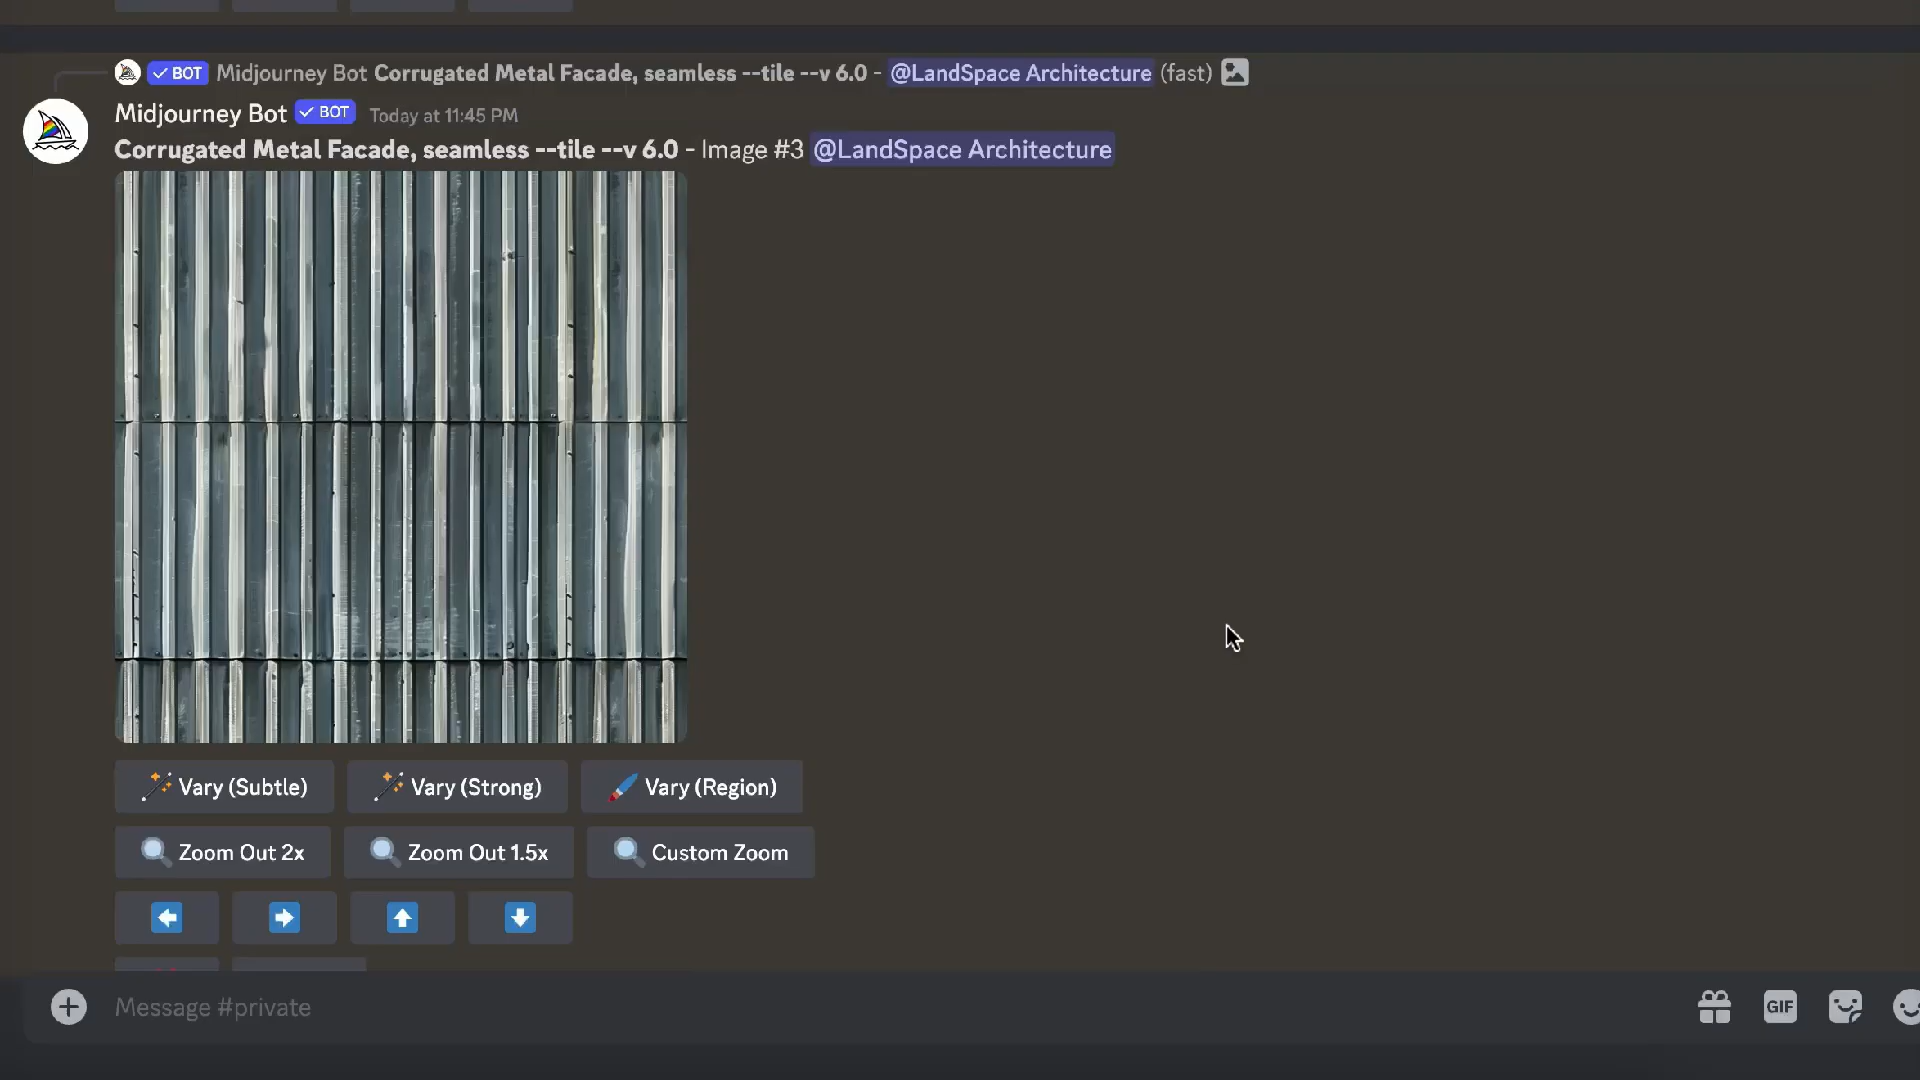 BOT Midjourney Bot Corrugated Metal Facade, seamless --tile --v 6.0 - @LandSpace Architecture (fast)
Midjourney Bot BOT Today at 11:45 PM
Corrugated Metal Facade, seamless --tile --v 6.0 - Image #3 @LandSpace Architecture
Vary (Subtle) Vary (Strong) Vary (Region)
Zoom Out 2x Zoom Out 1.5x Custom Zoom
Message #private GIF